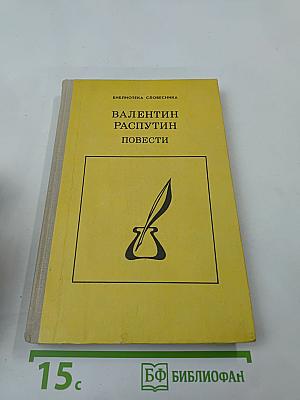 БИБЛИОТЕКА СЛОВЕСНИКА
ВАЛЕНТИН
РАСПУТИН
ПОВЕСТИ
15с
БФ БИБЛИОФАН